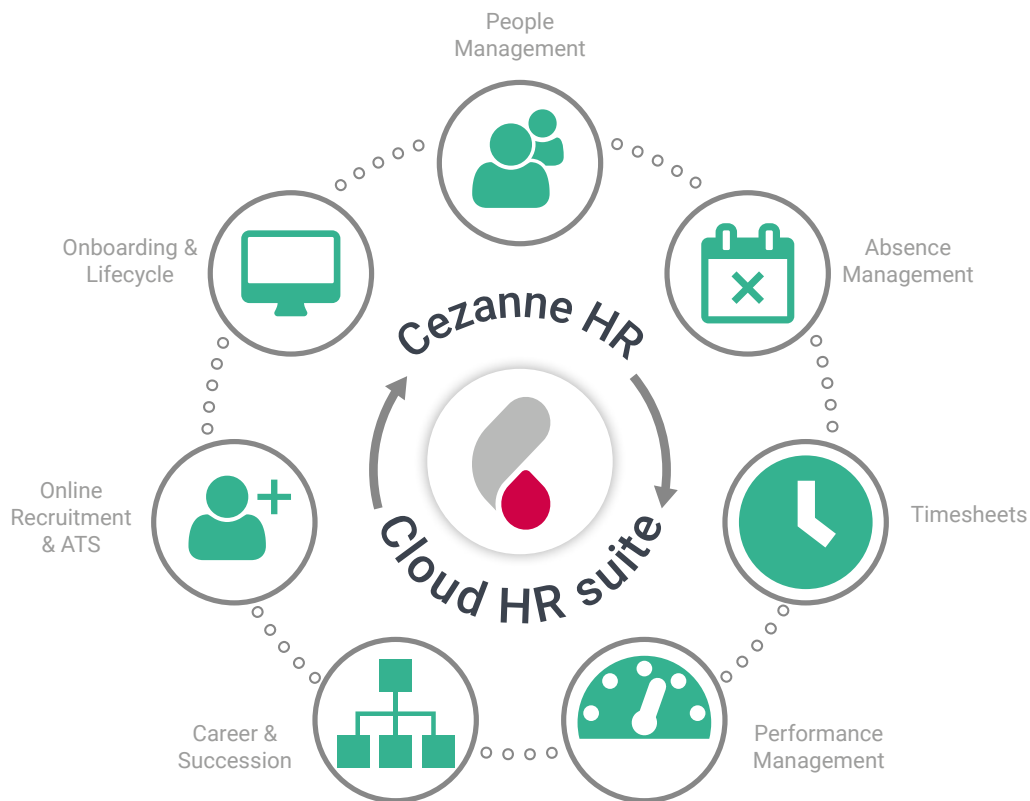 People
Management
Onboarding &
Lifecycle
Absence
Management
Cezanne HR
Cloud HR suite
Online
Recruitment
& ATS
Timesheets
Career &
Succession
Performance
Management